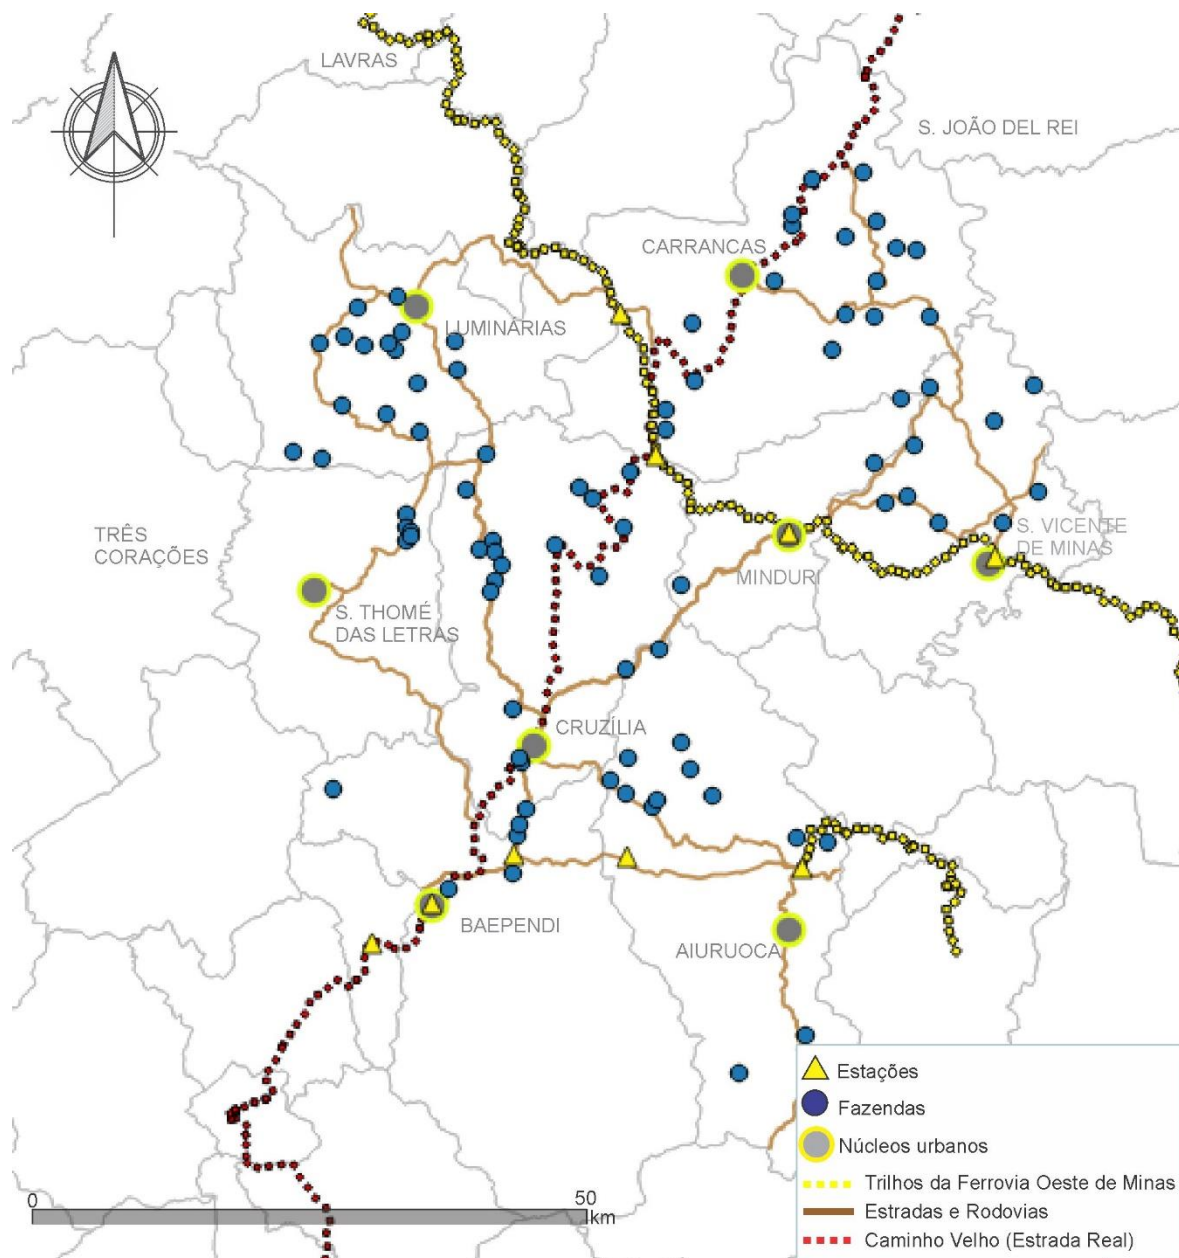 LAVRAS
S. JOÃO DEL REI
CARRANCAS
LUMINÁRIAS
TRÊS
CORAÇÕES
S. VICENTE
DE MINAS
MINDURI
S. THOMÉ
DAS LETRAS
CRUZÍLIA
BAEPENDI
AIURUOCA
Estações
Fazendas
Núcleos urbanos
Trilhos da Ferrovia Oeste de Minas
Estradas e Rodovias
Caminho Velho (Estrada Real)
0 50
km